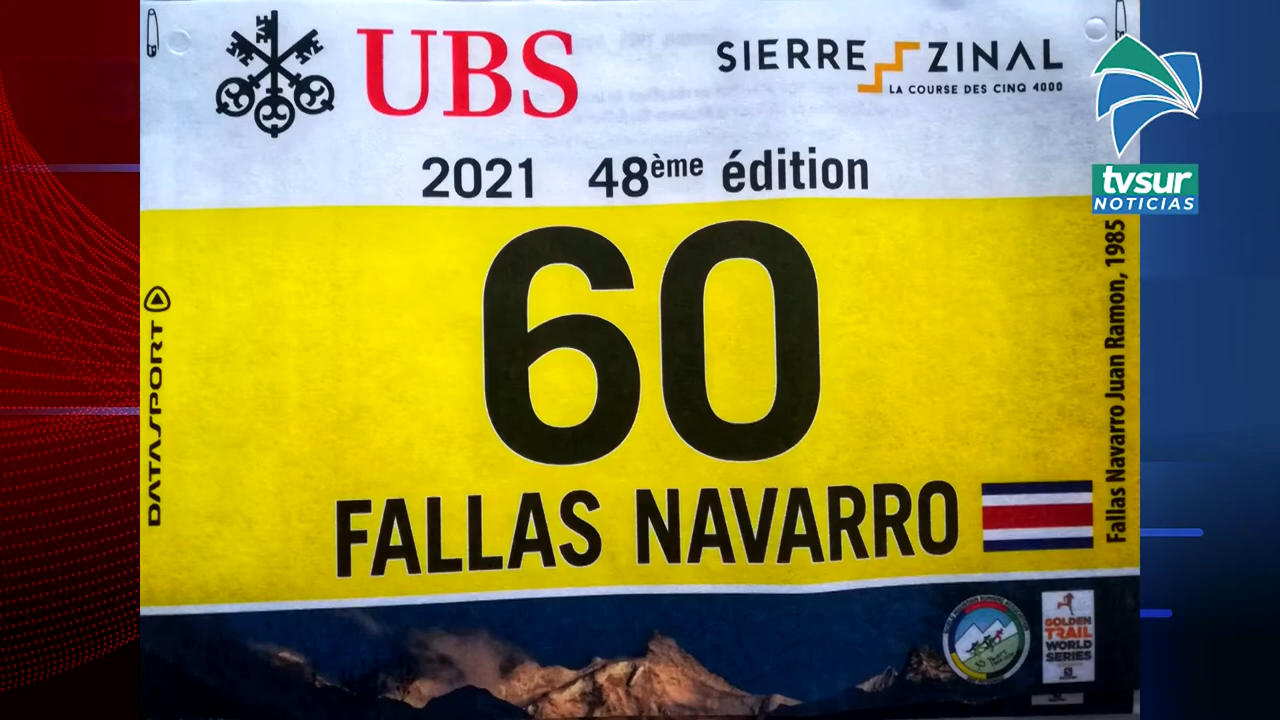 UBS
SIERRE ZINAL
LA COURSE DES CINQ 4000
2021 48ème édition
tvsur
NOTICIAS
60
DATASPORT
Fallas Navarro Juan Ramon, 1985
FALLAS NAVARRO
GOLDEN
TRAIL
WORLD
SERIES